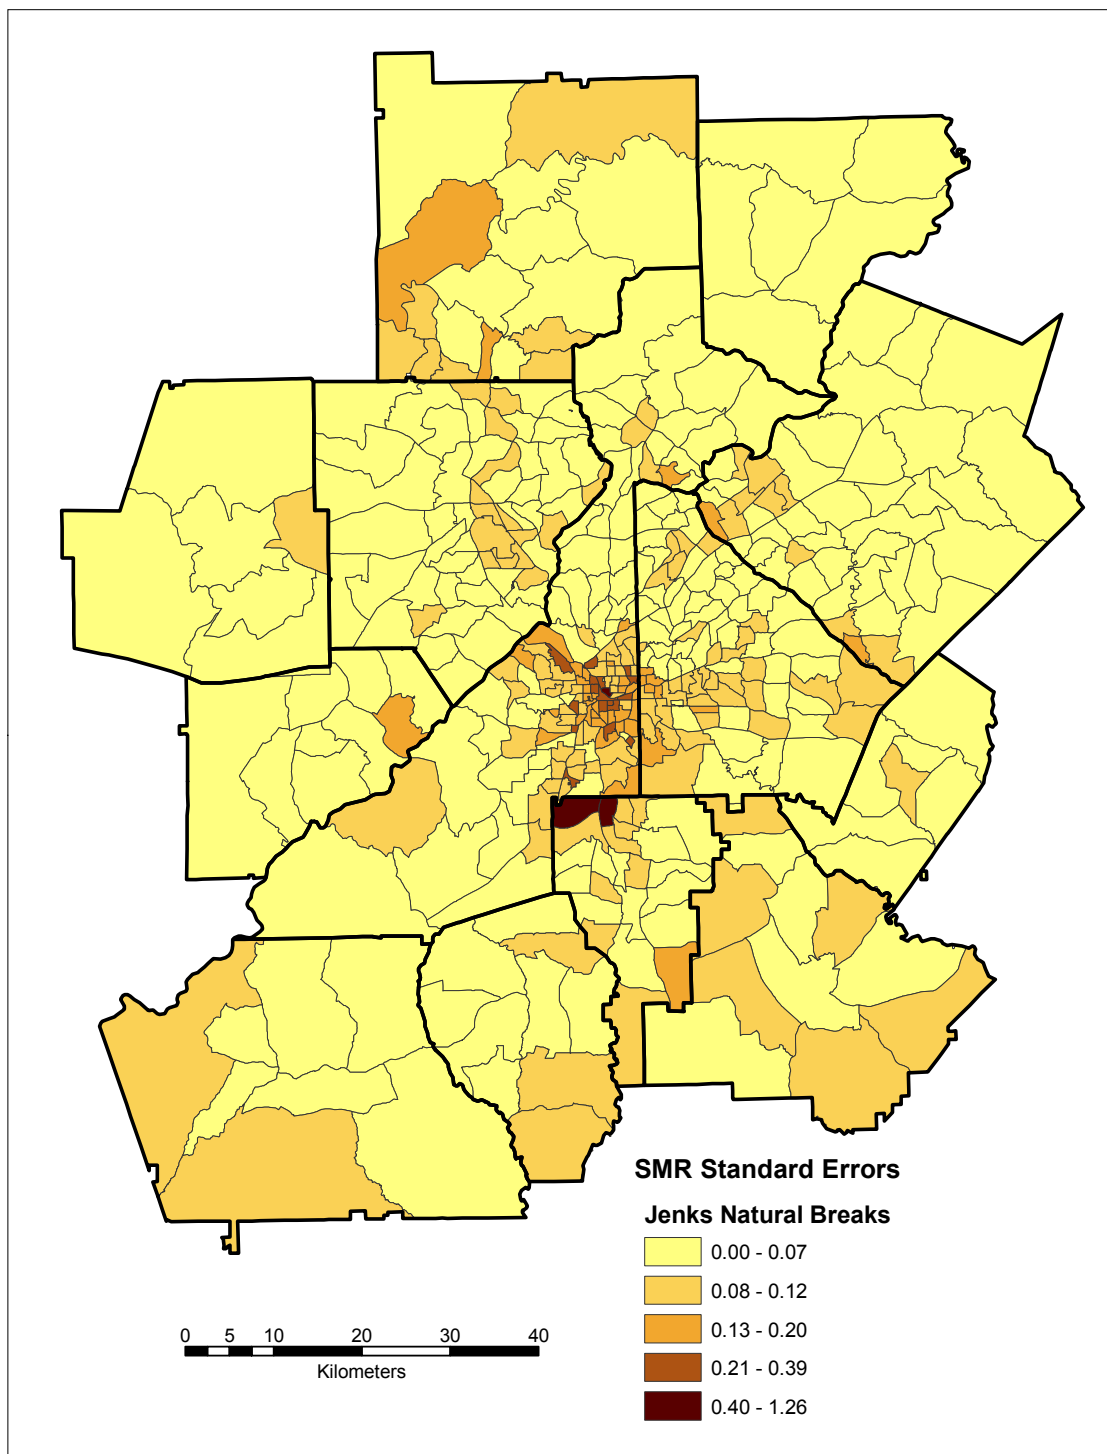 SMR Standard Errors
Jenks Natural Breaks
0.00 - 0.07
0.08 - 0.12
0.13 - 0.20
0.21 - 0.39
0.40 - 1.26
0 5 10 20 30 40
Kilometers